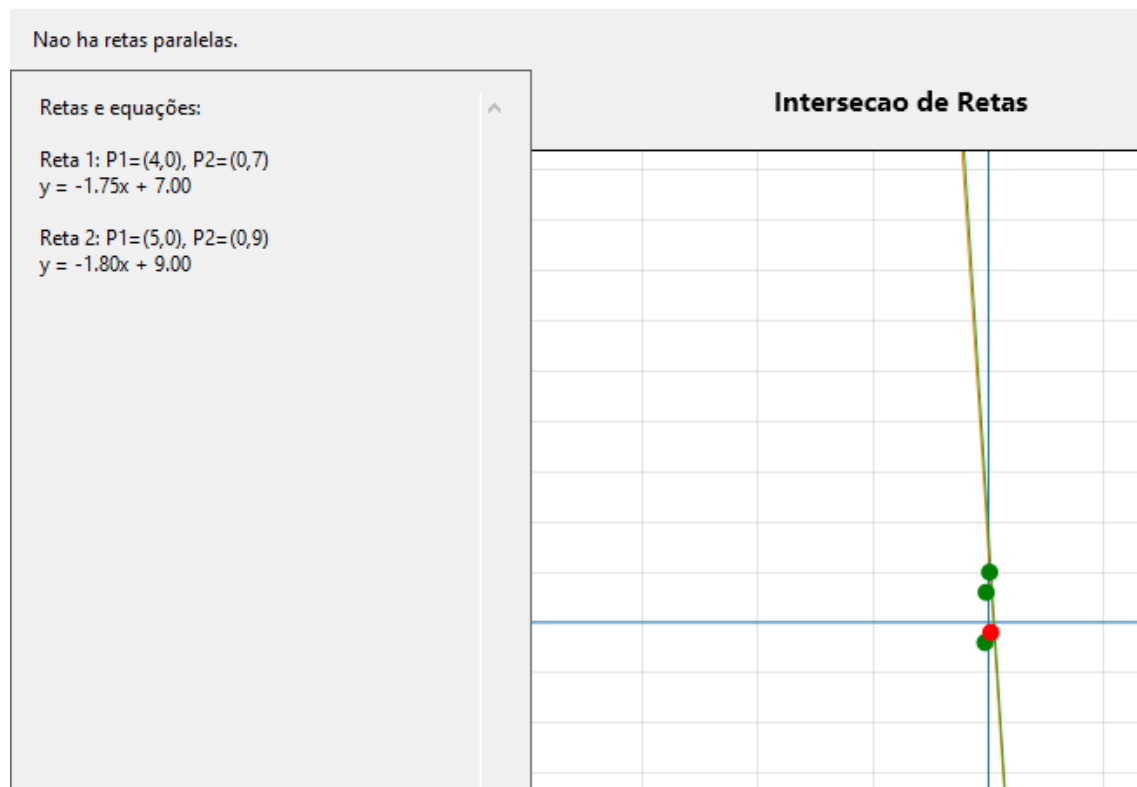 Nao ha retas paralelas.
Retas e equações:
Reta 1: P1=(4,0), P2=(0,7)
y = -1.75x + 7.00
Reta 2: P1=(5,0), P2=(0,9)
y = -1.80x + 9.00
Intersecao de Retas